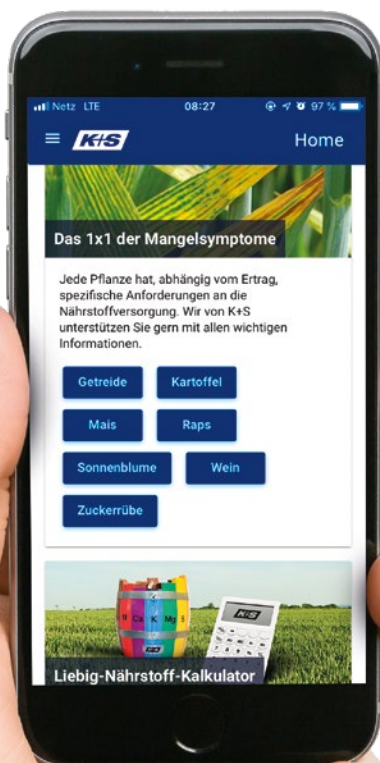 Netz LTE 08:27 97 %
K+S Home
Das 1x1 der Mangelsymptome
Jede Pflanze hat, abhängig vom Ertrag,
spezifische Anforderungen an die
Nährstoffversorgung. Wir von K+S
unterstützen Sie gern mit allen wichtigen
Informationen.
Getreide Kartoffel
Mais Raps
Sonnenblume Wein
Zuckerrübe
Ca K Mg S
K+S
K+S
Liebig-Nährstoff-Kalkulator